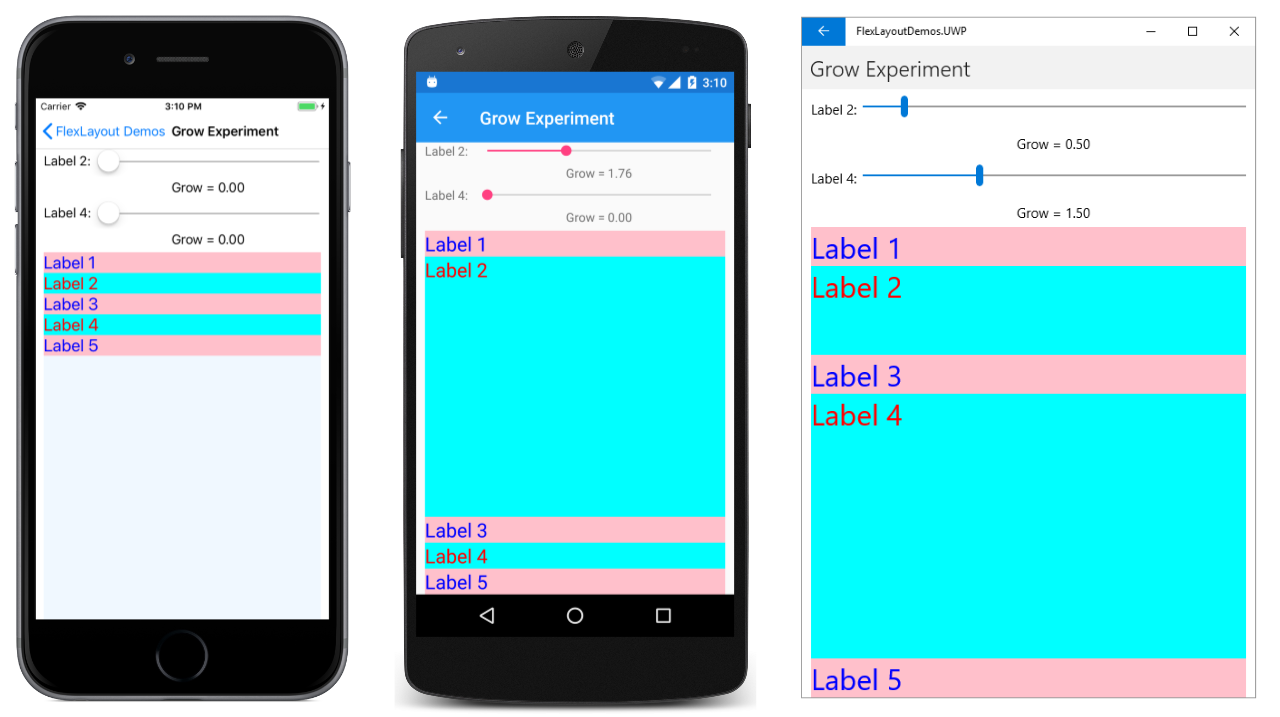 Carrier 3:10 PM
FlexLayout Demos Grow Experiment
Label 2:
Grow = 0.00
Label 4:
Grow = 0.00
Label 1
Label 2
Label 3
Label 4
Label 5
3:10
Grow Experiment
Label 2:
Grow = 1.76
Label 4:
Grow = 0.00
Label 1
Label 2
Label 3
Label 4
Label 5
FlexLayoutDemos.UWP
Grow Experiment
Label 2:
Grow = 0.50
Label 4:
Grow = 1.50
Label 1
Label 2
Label 3
Label 4
Label 5